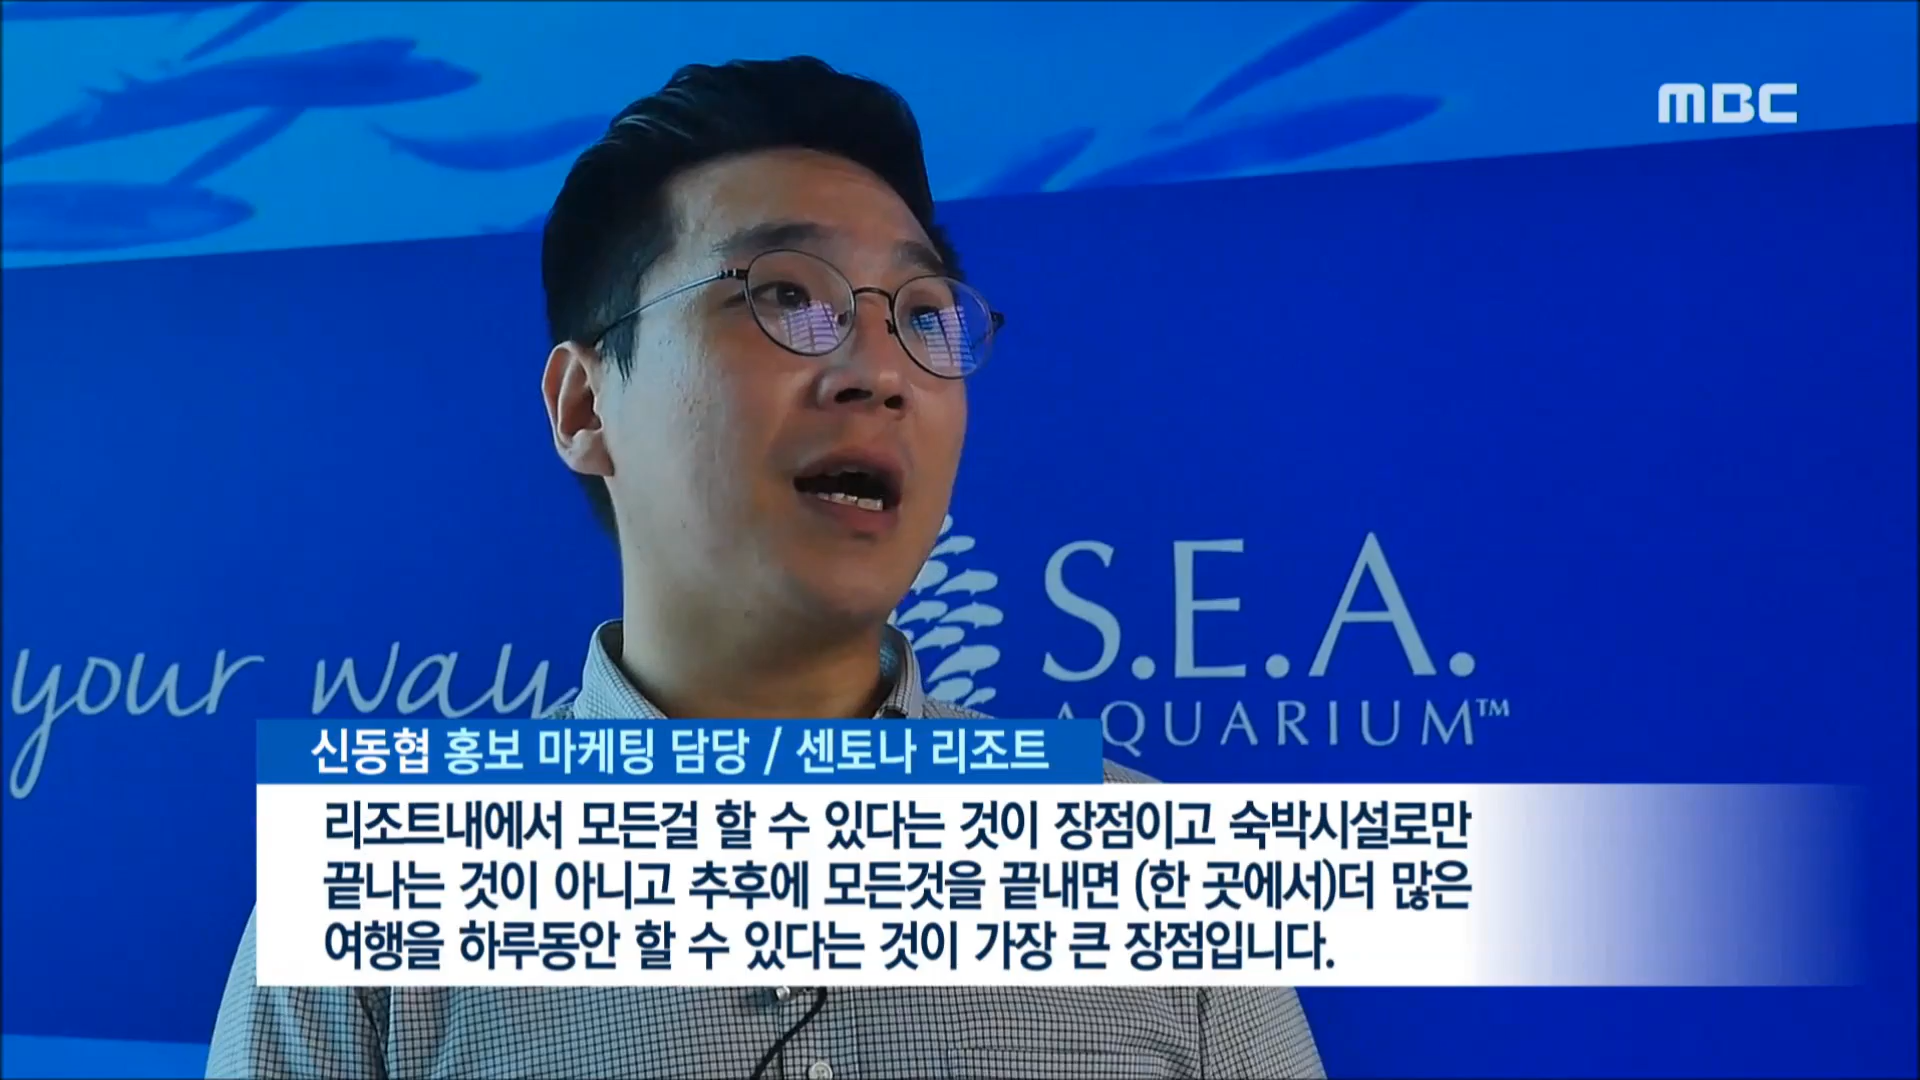 MBC
your way
S.E.A.
AQUARIUM™
신동협 홍보 마케팅 담당 / 센토나 리조트
리조트내에서 모든걸 할 수 있다는 것이 장점이고 숙박시설로만
끝나는 것이 아니고 추후에 모든것을 끝내면 (한 곳에서)더 많은
여행을 하루동안 할 수 있다는 것이 가장 큰 장점입니다.